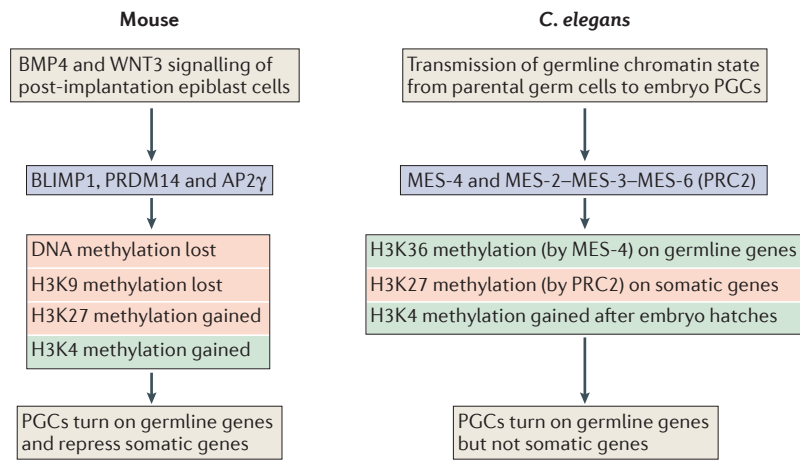 Mouse
BMP4 and WNT3 signalling of
post-implantation epiblast cells
BLIMP1, PRDM14 and AP2γ
DNA methylation lost
H3K9 methylation lost
H3K27 methylation gained
H3K4 methylation gained
PGCs turn on germline genes
and repress somatic genes
C. elegans
Transmission of germline chromatin state
from parental germ cells to embryo PGCs
MES-4 and MES-2–MES-3–MES-6 (PRC2)
H3K36 methylation (by MES-4) on germline genes
H3K27 methylation (by PRC2) on somatic genes
H3K4 methylation gained after embryo hatches
PGCs turn on germline genes
but not somatic genes